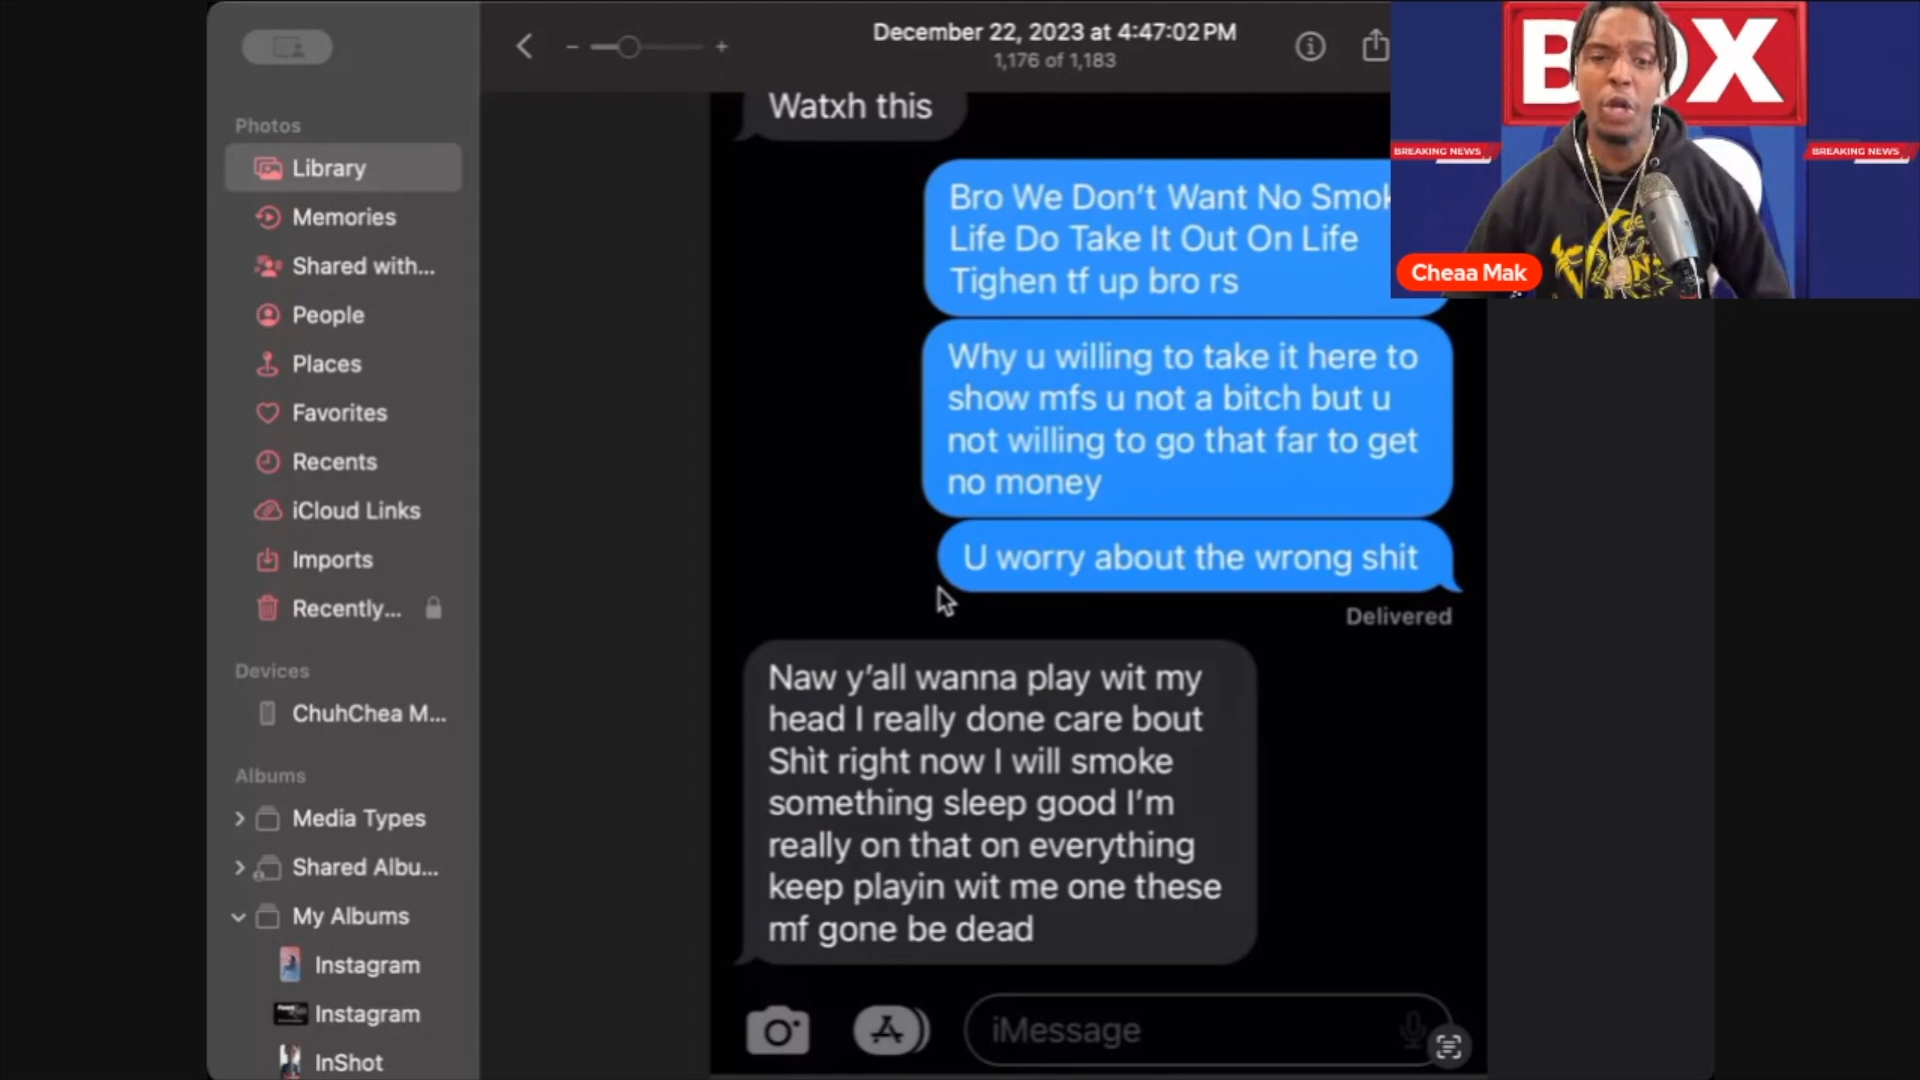 December 22, 2023 at 4:47:02 PM
1,176 of 1,183
Photos
Library
Memories
Shared with...
People
Places
Favorites
Recents
iCloud Links
Imports
Recently...
Devices
ChuhChea M...
Albums
Media Types
Shared Albu...
My Albums
Instagram
Instagram
InShot
Watxh this
Bro We Don't Want No Smok
Life Do Take It Out On Life
Tighen tf up bro rs
Why u willing to take it here to
show mfs u not a bitch but u
not willing to go that far to get
no money
U worry about the wrong shit
Delivered
Naw y'all wanna play wit my
head I really done care bout
Shìt right now I will smoke
something sleep good I'm
really on that on everything
keep playin wit me one these
mf gone be dead
iMessage
B X
BREAKING NEWS
BREAKING NEWS
Cheaa Mak